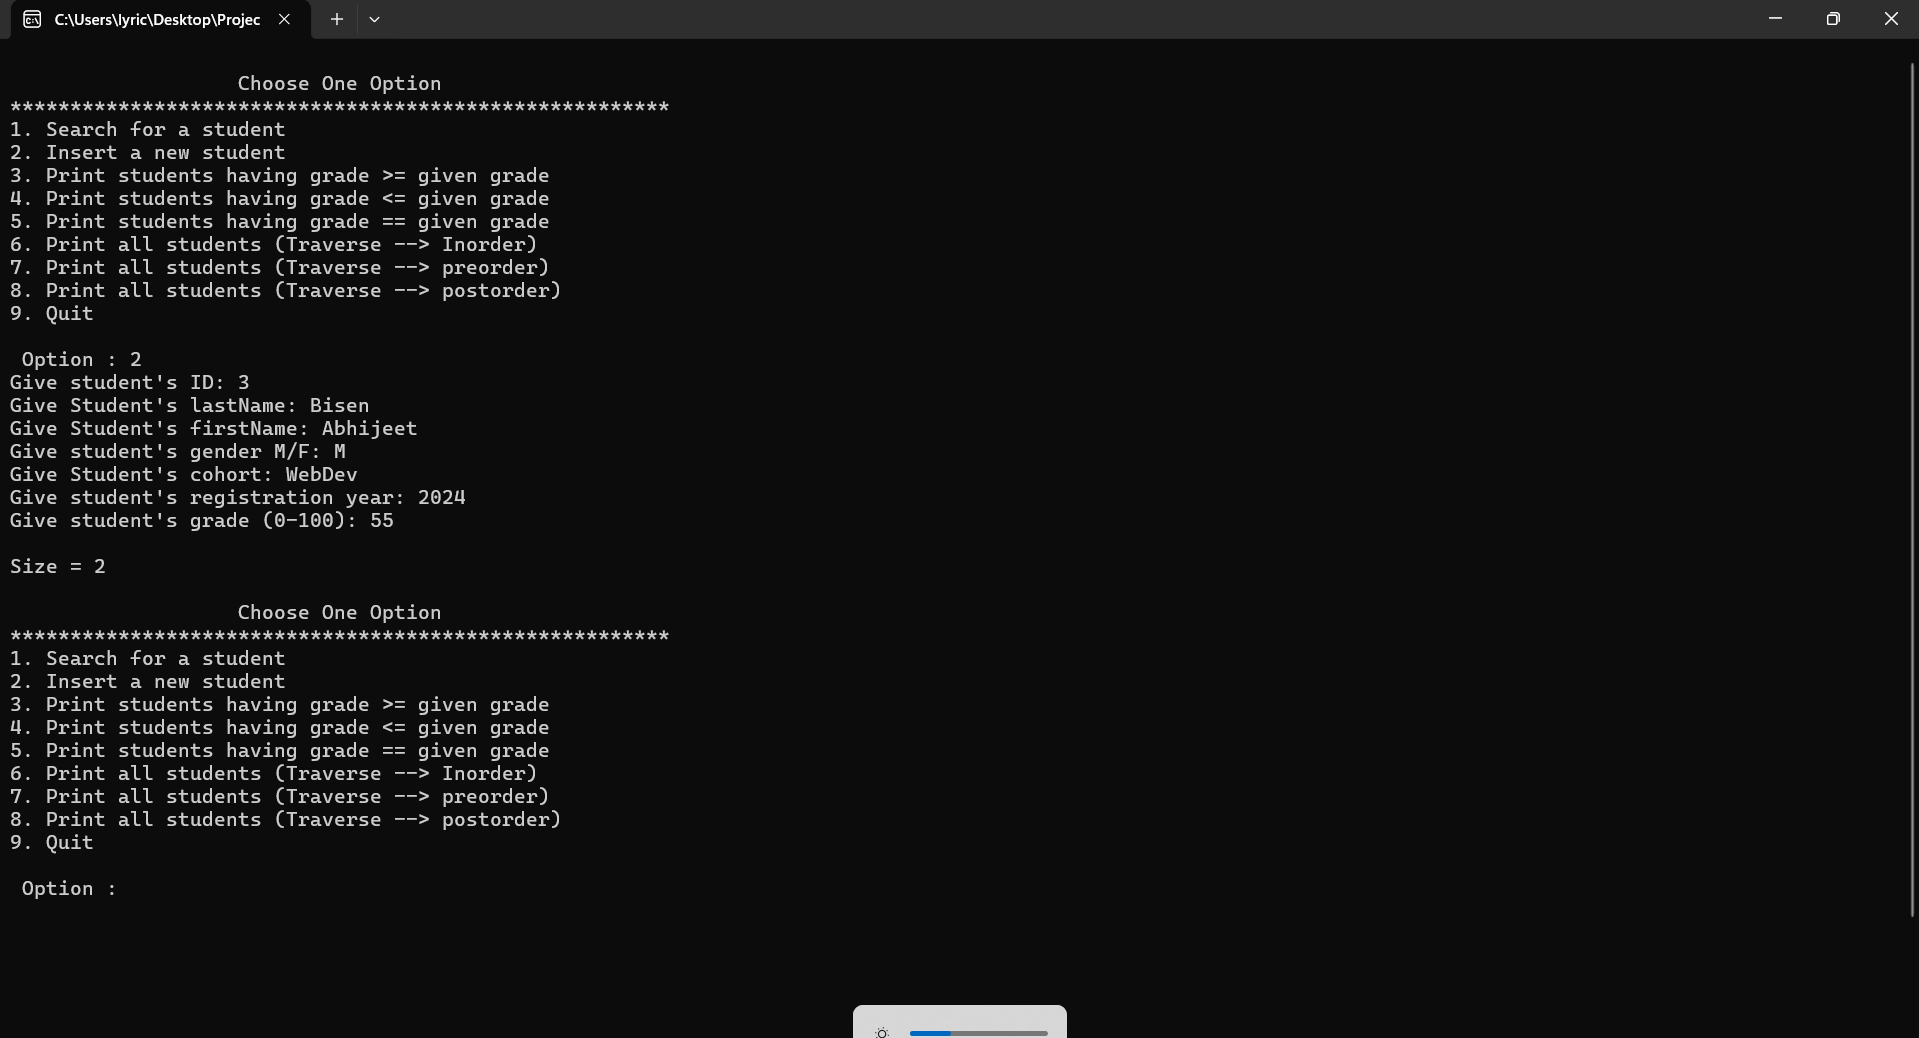 C:\Users\lyric\Desktop\Projec
Choose One Option
*******************************************************
1. Search for a student
2. Insert a new student
3. Print students having grade >= given grade
4. Print students having grade <= given grade
5. Print students having grade == given grade
6. Print all students (Traverse --> Inorder)
7. Print all students (Traverse --> preorder)
8. Print all students (Traverse --> postorder)
9. Quit
Option : 2
Give student's ID: 3
Give Student's lastName: Bisen
Give Student's firstName: Abhijeet
Give student's gender M/F: M
Give Student's cohort: WebDev
Give student's registration year: 2024
Give student's grade (0-100): 55
Size = 2
Choose One Option
*******************************************************
1. Search for a student
2. Insert a new student
3. Print students having grade >= given grade
4. Print students having grade <= given grade
5. Print students having grade == given grade
6. Print all students (Traverse --> Inorder)
7. Print all students (Traverse --> preorder)
8. Print all students (Traverse --> postorder)
9. Quit
Option :